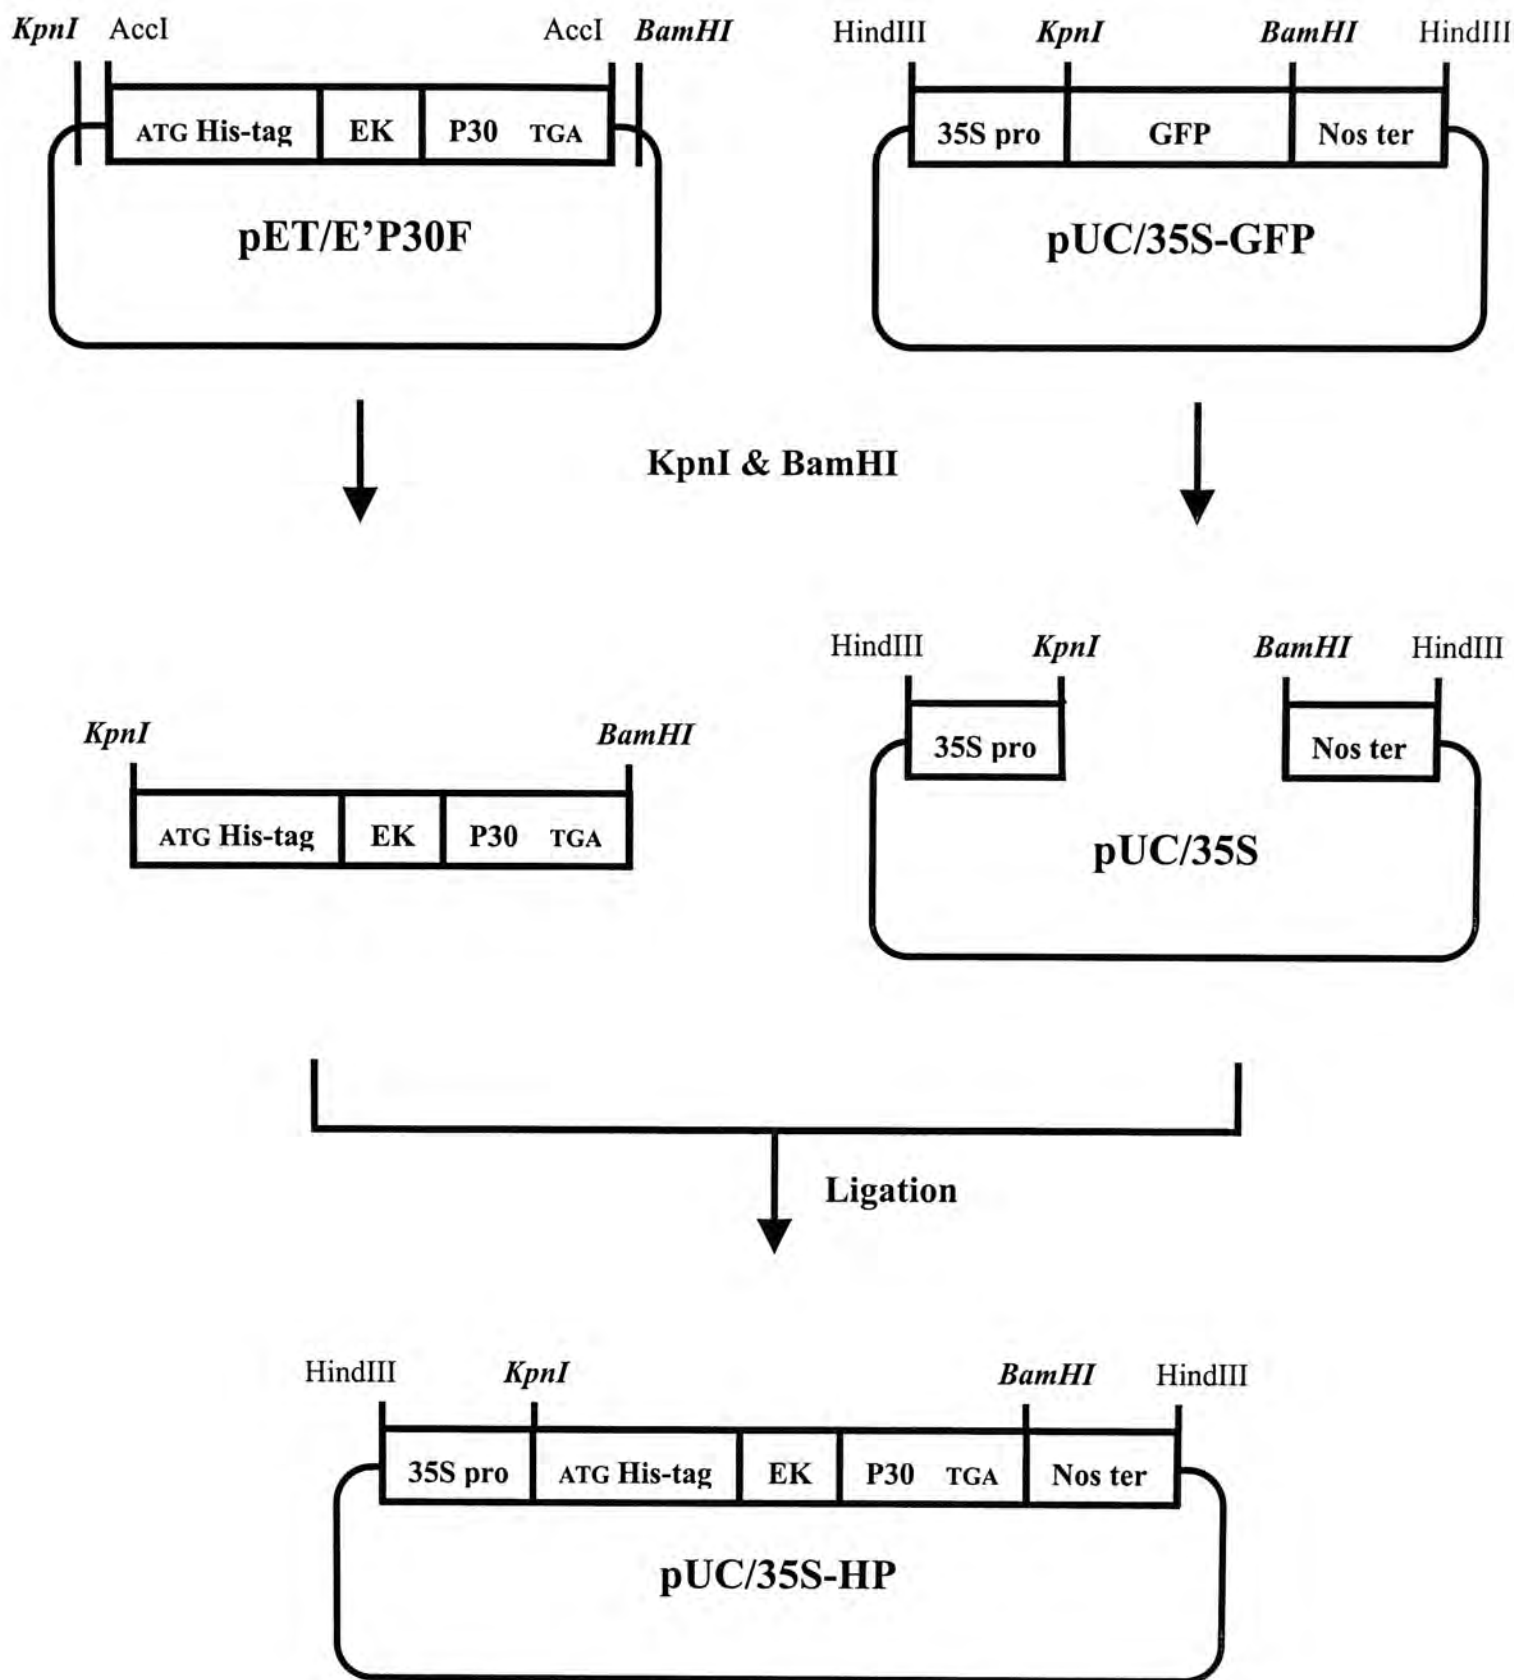 KpnI AccI AccI BamHI
HindIII KpnI BamHI HindIII
ATG His-tag EK P30 TGA
35S pro GFP Nos ter
pET/E'P30F
pUC/35S-GFP
KpnI & BamHI
HindIII KpnI BamHI HindIII
35S pro Nos ter
pUC/35S
KpnI BamHI
ATG His-tag EK P30 TGA
Ligation
HindIII KpnI BamHI HindIII
35S pro ATG His-tag EK P30 TGA Nos ter
pUC/35S-HP